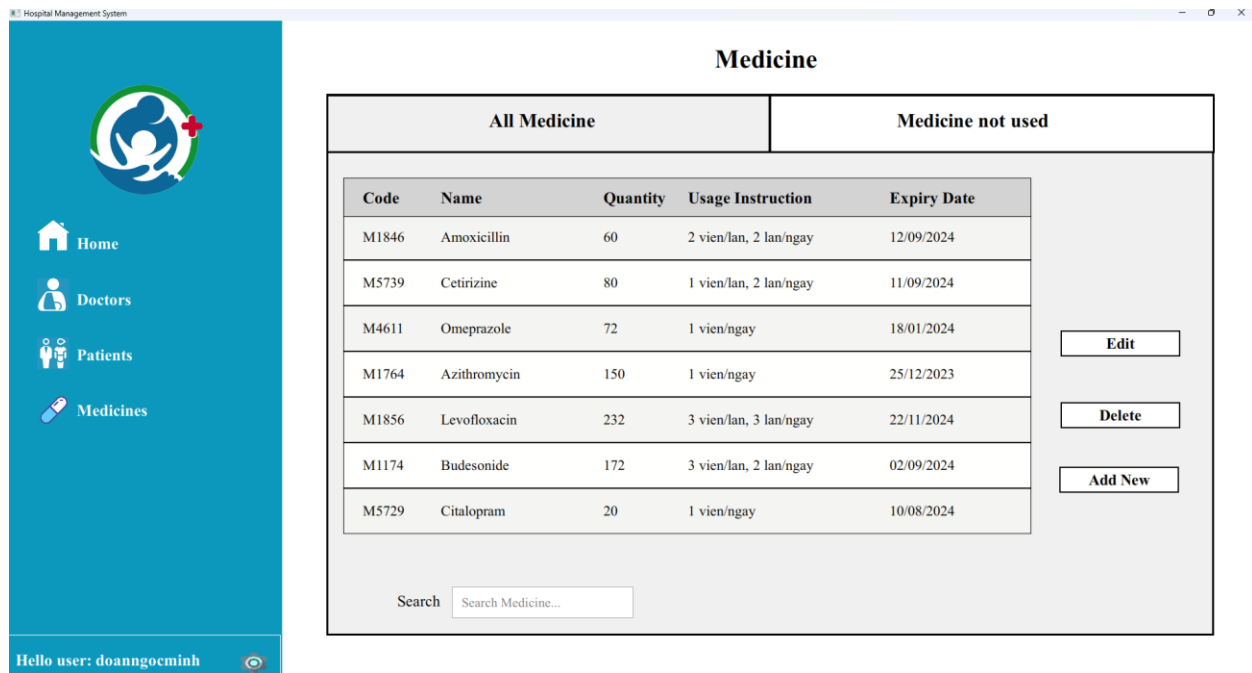 Hospital Management System
Medicine
All Medicine Medicine not used
Code Name Quantity Usage Instruction Expiry Date
M1846 Amoxicillin 60 2 vien/lan, 2 lan/ngay 12/09/2024
M5739 Cetirizine 80 1 vien/lan, 2 lan/ngay 11/09/2024
M4611 Omeprazole 72 1 vien/ngay 18/01/2024
M1764 Azithromycin 150 1 vien/ngay 25/12/2023
M1856 Levofloxacin 232 3 vien/lan, 3 lan/ngay 22/11/2024
M1174 Budesonide 172 3 vien/lan, 2 lan/ngay 02/09/2024
M5729 Citalopram 20 1 vien/ngay 10/08/2024
Edit
Delete
Add New
Search Search Medicine...
Home
Doctors
Patients
Medicines
Hello user: doanngocminh